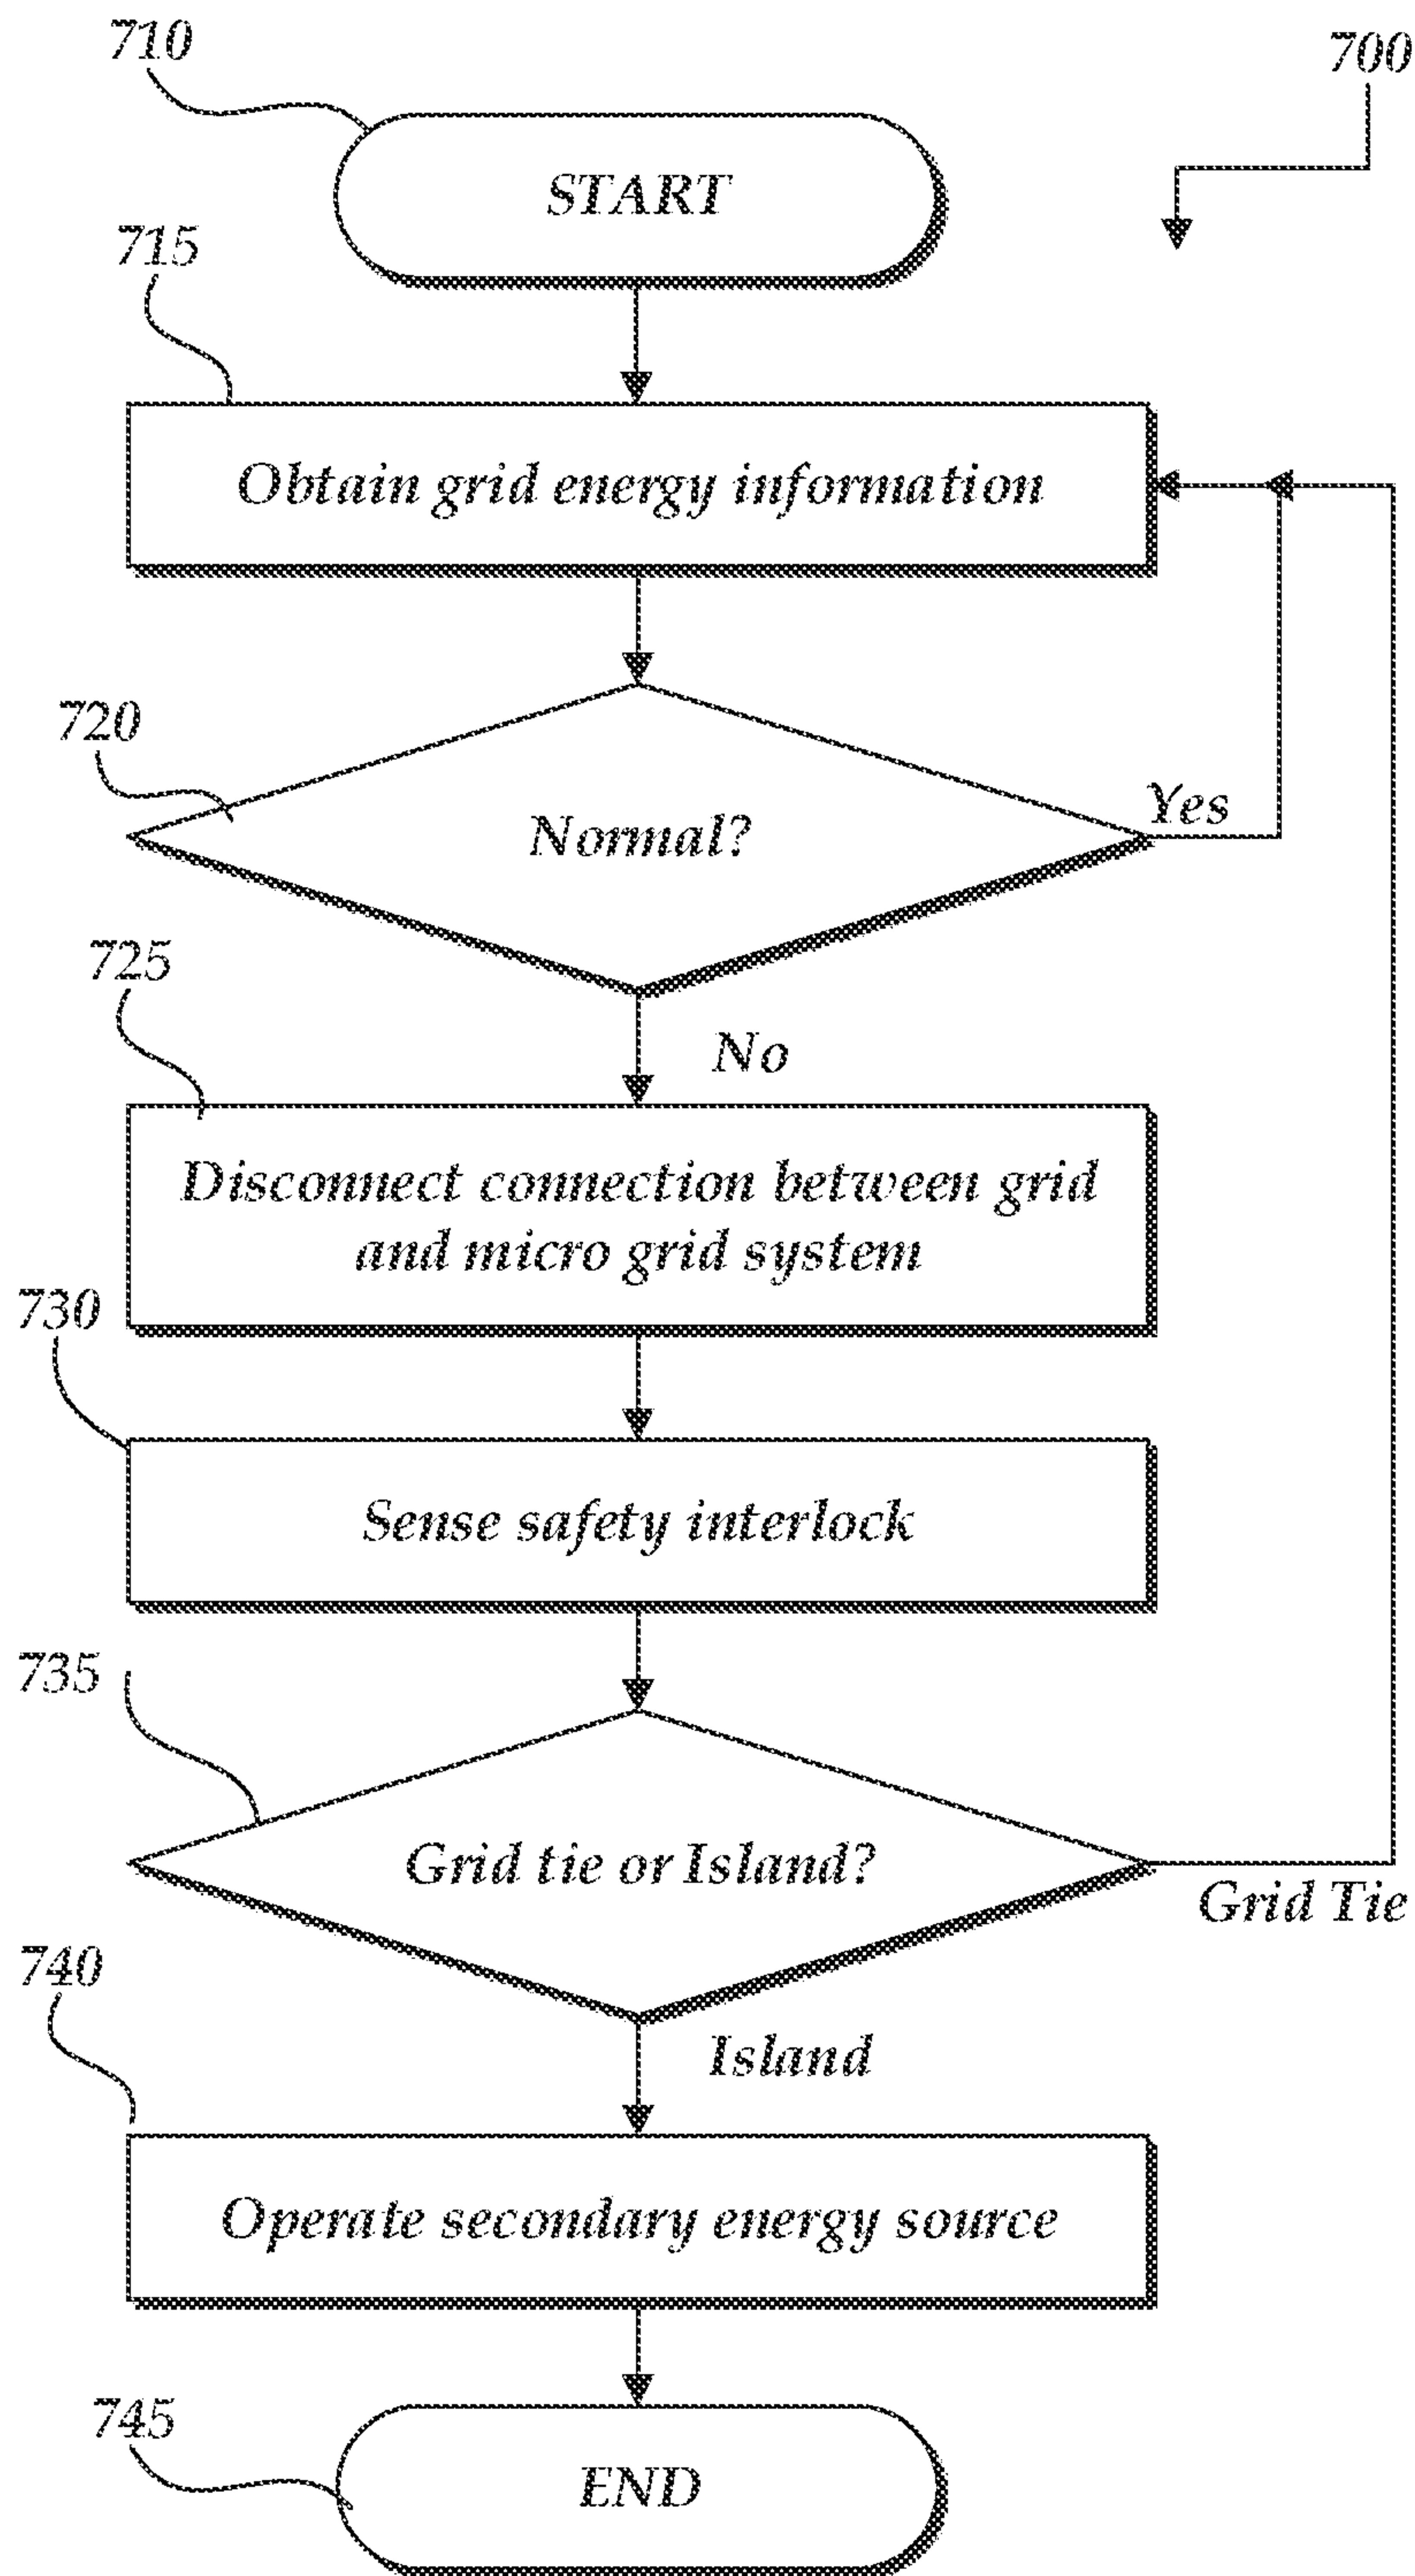 710
700
START
715
Obtain grid energy information
720
Yes
Normal?
725
No
Disconnect connection between grid
and micro grid system
730
Sense safety interlock
735
Grid tie or Island?
Grid Tie
740
Island
Operate secondary energy source
745
END